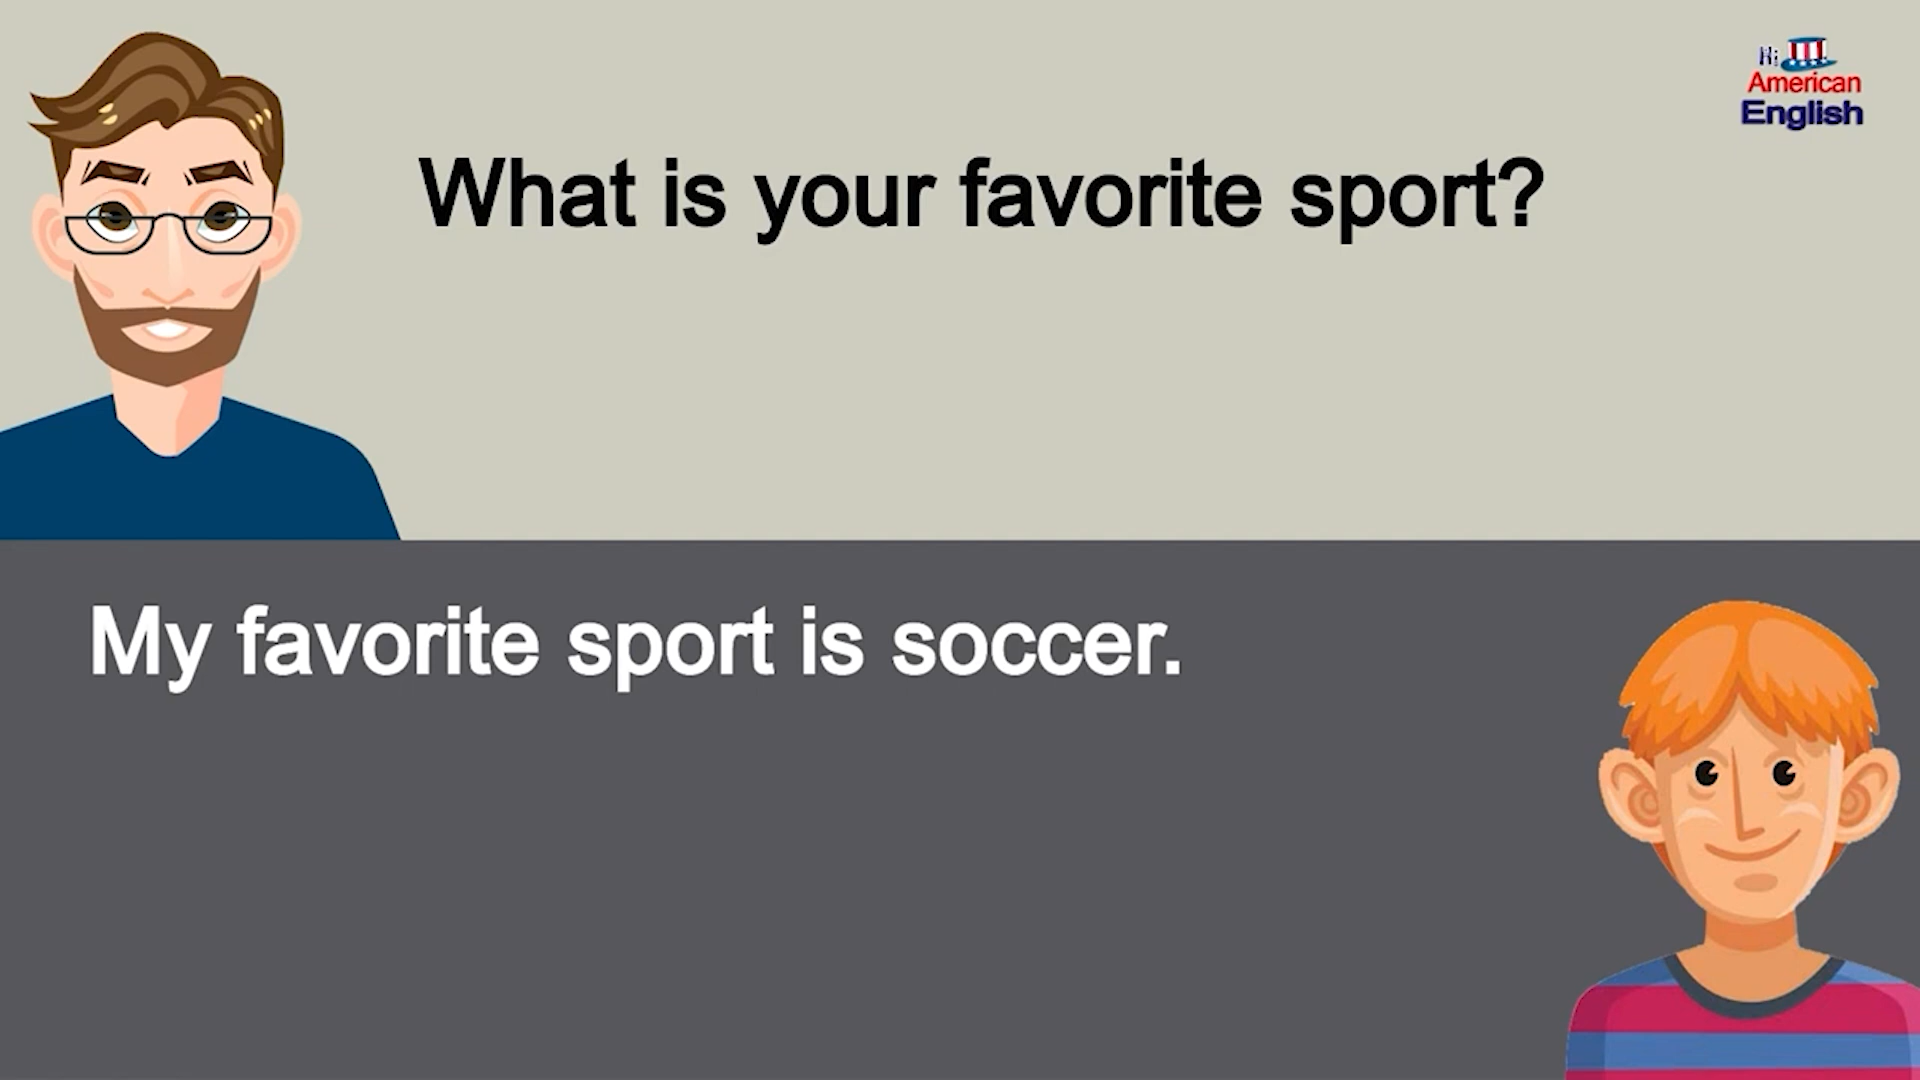 Hi
American
English
What is your favorite sport?
My favorite sport is soccer.